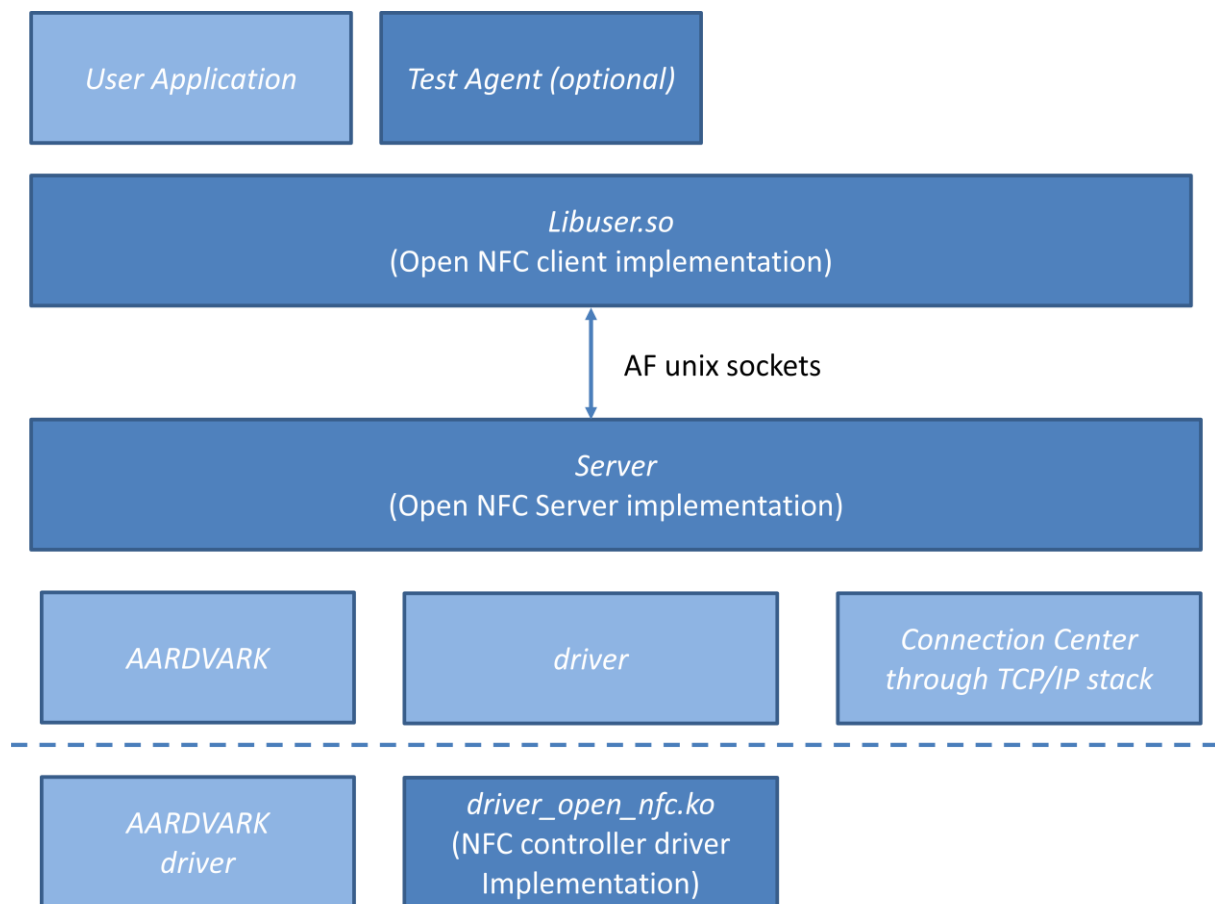 User Application
Test Agent (optional)
Libuser.so
(Open NFC client implementation)
AF unix sockets
Server
(Open NFC Server implementation)
AARDVARK
driver
Connection Center
through TCP/IP stack
AARDVARK
driver
driver_open_nfc.ko
(NFC controller driver
Implementation)